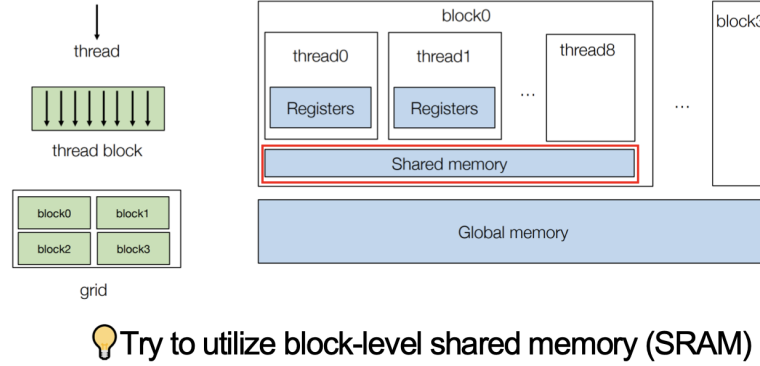 thread
thread block
block0 block1
block2 block3
grid
block0
thread0 thread1 ... thread8
Registers Registers
Shared memory
...
block3
Global memory
Try to utilize block-level shared memory (SRAM)